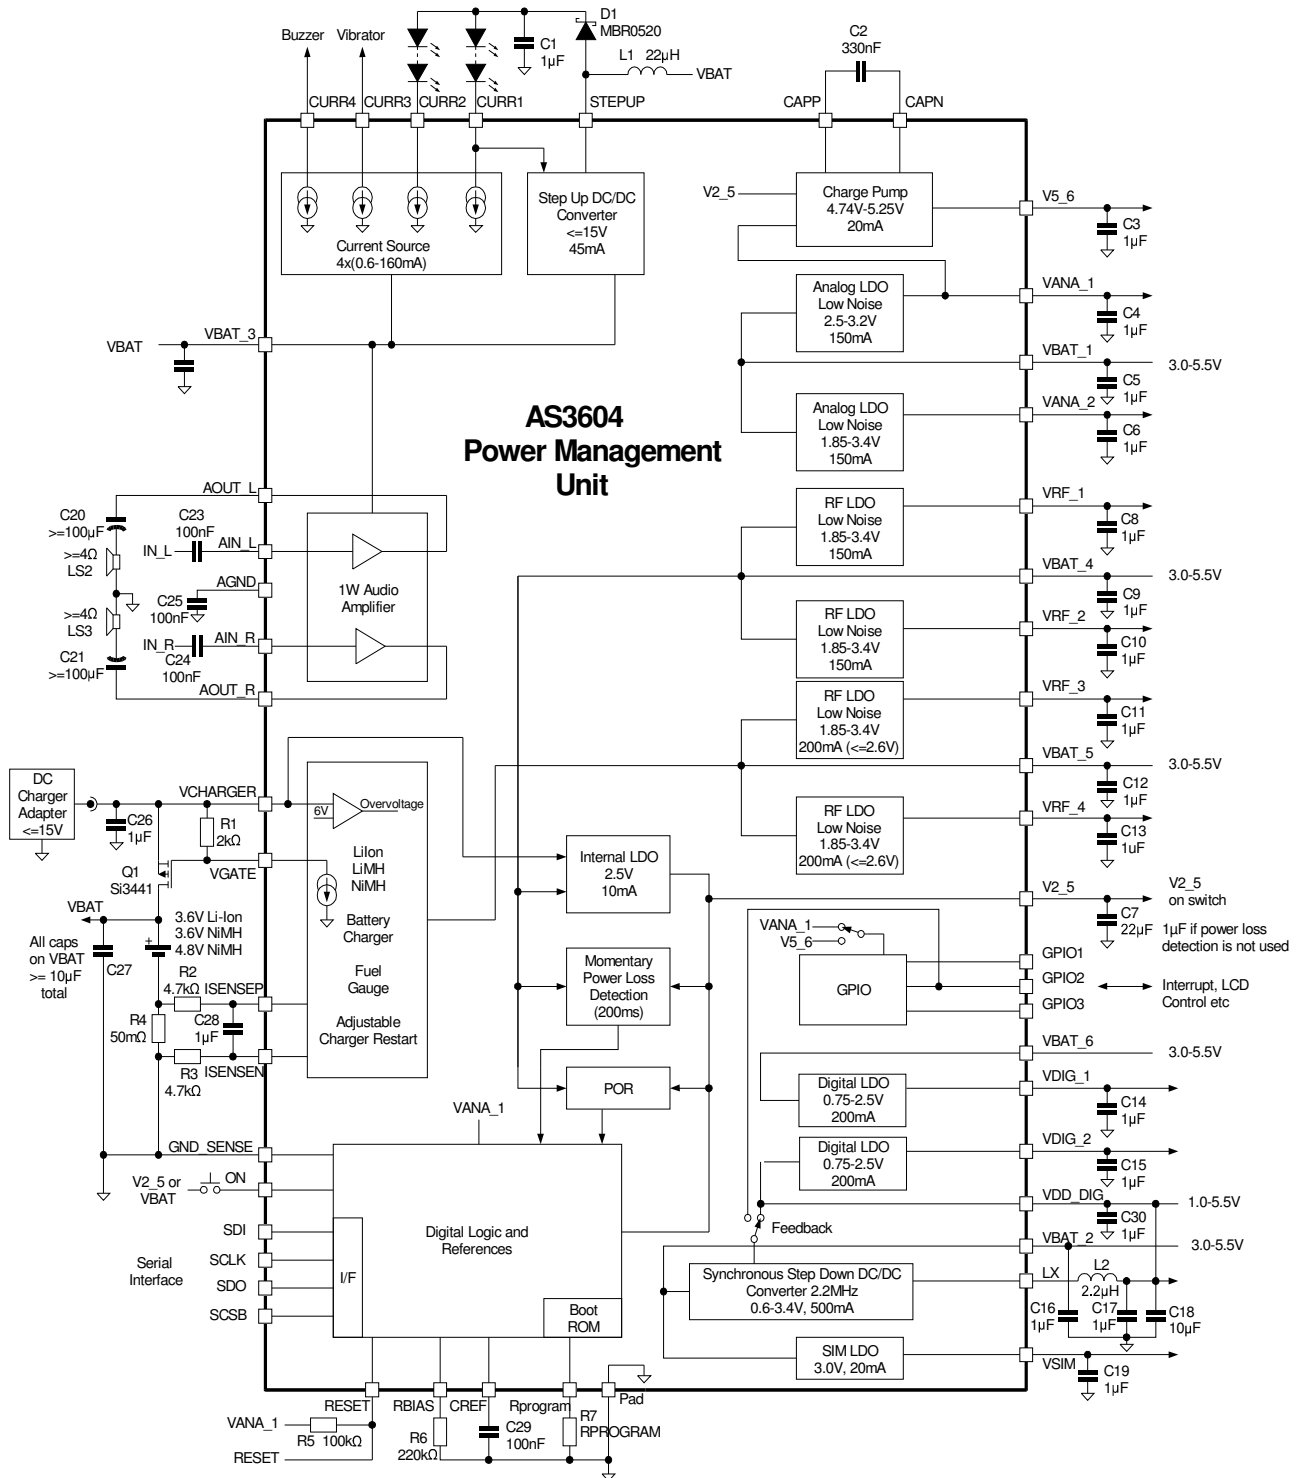 D1
MBR0520
C2
330nF
Buzzer
Vibrator
C1
1µF
L1 22µH
VBAT
CURR4
CURR3
CURR2
CURR1
STEPUP
CAPP
CAPN
V2_5
Charge Pump
4.74V-5.25V
20mA
V5_6
C3
1µF
Step Up DC/DC
Converter
<=15V
45mA
Current Source
4x(0.6-160mA)
Analog LDO
Low Noise
2.5-3.2V
150mA
VANA_1
C4
1µF
VBAT
VBAT_3
VBAT_1
3.0-5.5V
C5
1µF
AS3604
Power Management
Unit
Analog LDO
Low Noise
1.85-3.4V
150mA
VANA_2
C6
1µF
AOUT_L
C20
>=100µF
C23
100nF
IN_L
AIN_L
>=4Ω
LS2
AGND
C25
100nF
1W Audio
Amplifier
>=4Ω
LS3
IN_R
AIN_R
C24
100nF
C21
>=100µF
AOUT_R
RF LDO
Low Noise
1.85-3.4V
150mA
VRF_1
C8
1µF
VBAT_4
3.0-5.5V
C9
1µF
RF LDO
Low Noise
1.85-3.4V
150mA
VRF_2
C10
1µF
RF LDO
Low Noise
1.85-3.4V
200mA (<=2.6V)
VRF_3
C11
1µF
VBAT_5
3.0-5.5V
C12
1µF
RF LDO
Low Noise
1.85-3.4V
200mA (<=2.6V)
VRF_4
C13
1uF
DC
Charger
Adapter
<=15V
VCHARGER
C26
1µF
R1
2kΩ
6V
Overvoltage
Q1
Si3441
VGATE
LiIon
LiMH
NiMH
Battery
Charger
Fuel
Gauge
Adjustable
Charger Restart
VBAT
3.6V Li-Ion
3.6V NiMH
4.8V NiMH
+
All caps
on VBAT
>= 10µF
total
C27
R2
4.7kΩ
ISENSEP
R4
50mΩ
C28
1µF
R3
4.7kΩ
ISENSEN
Internal LDO
2.5V
10mA
V2_5
V2_5
on switch
C7
22µF
1µF if power loss
detection is not used
VANA_1
V5_6
GPIO
GPIO1
GPIO2
GPIO3
Interrupt, LCD
Control etc
Momentary
Power Loss
Detection
(200ms)
POR
VBAT_6
3.0-5.5V
Digital LDO
0.75-2.5V
200mA
VDIG_1
C14
1µF
Digital LDO
0.75-2.5V
200mA
VDIG_2
C15
1µF
VANA_1
GND_SENSE
V2_5 or
VBAT
ON
SDI
SCLK
SDO
SCSB
Serial
Interface
I/F
Digital Logic and
References
Boot
ROM
VDD_DIG
1.0-5.5V
C30
1µF
Feedback
VBAT_2
3.0-5.5V
Synchronous Step Down DC/DC
Converter 2.2MHz
0.6-3.4V, 500mA
LX
L2
2.2µH
C16
1µF
C17
1µF
C18
10µF
SIM LDO
3.0V, 20mA
VSIM
C19
1µF
RESET
RBIAS
CREF
Rprogram
Pad
VANA_1
R5 100kΩ
RESET
R6
220kΩ
C29
100nF
R7
RPROGRAM